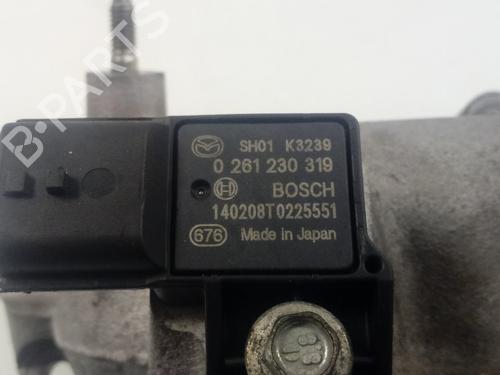 SH01 K3239
0 261 230 319
BOSCH
140208T0225551
676 Made in Japan
B-PARTS